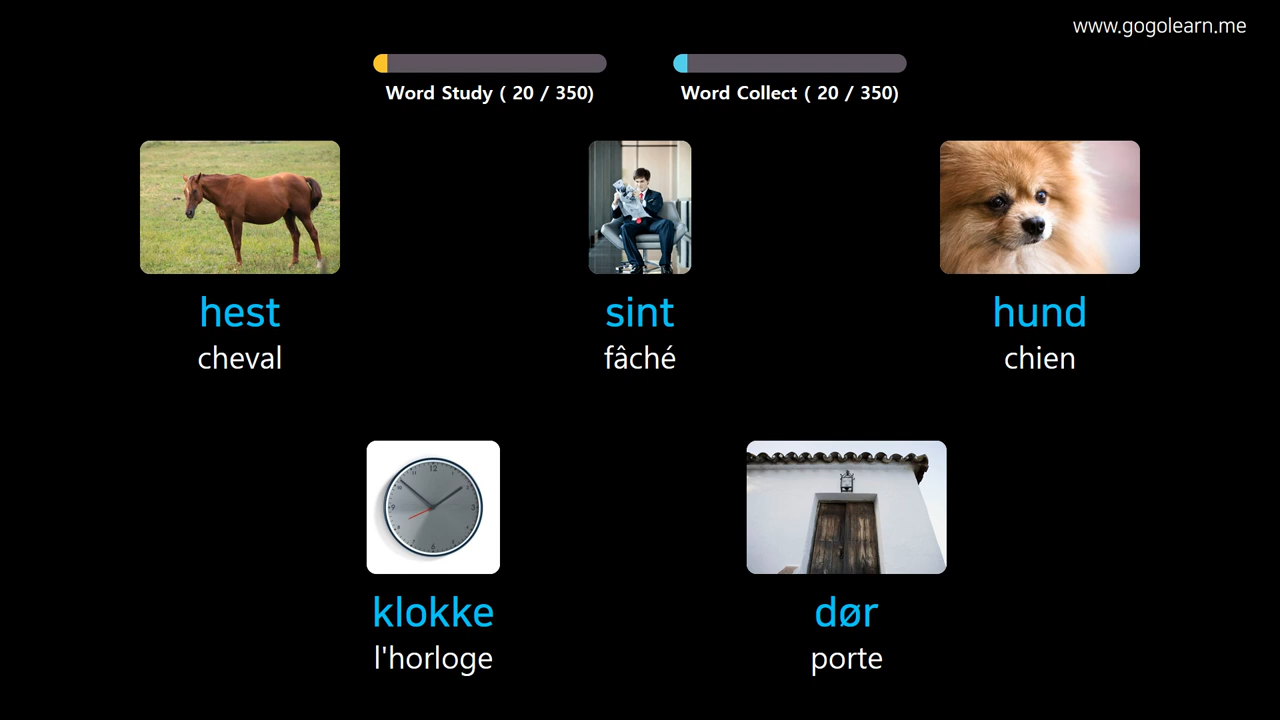 www.gogolearn.me
Word Study ( 20 / 350)
Word Collect ( 20 / 350)
hest
cheval
sint
fâché
hund
chien
klokke
l'horloge
dør
porte